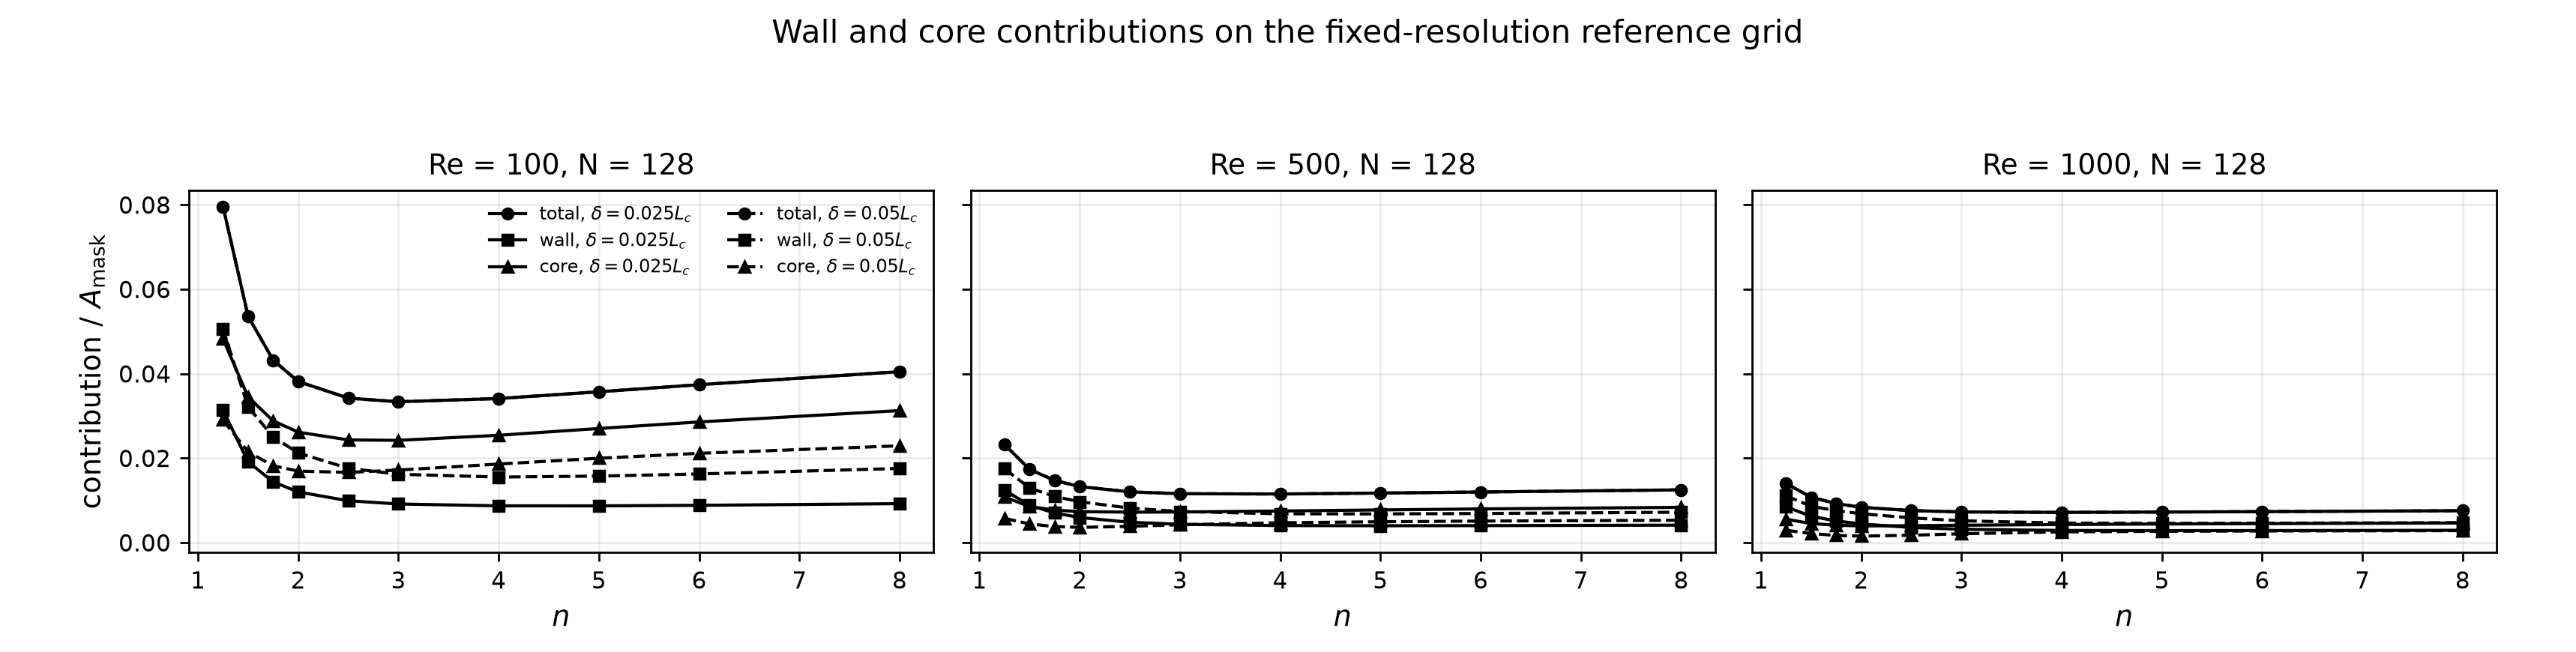 Wall and core contributions on the fixed-resolution reference grid
Re = 100, N = 128
Re = 500, N = 128
Re = 1000, N = 128
contribution / A_mask
0.08
0.06
0.04
0.02
0.00
total, δ = 0.025L_c
wall, δ = 0.025L_c
core, δ = 0.025L_c
total, δ = 0.05L_c
wall, δ = 0.05L_c
core, δ = 0.05L_c
1 2 3 4 5 6 7 8
1 2 3 4 5 6 7 8
1 2 3 4 5 6 7 8
n
n
n